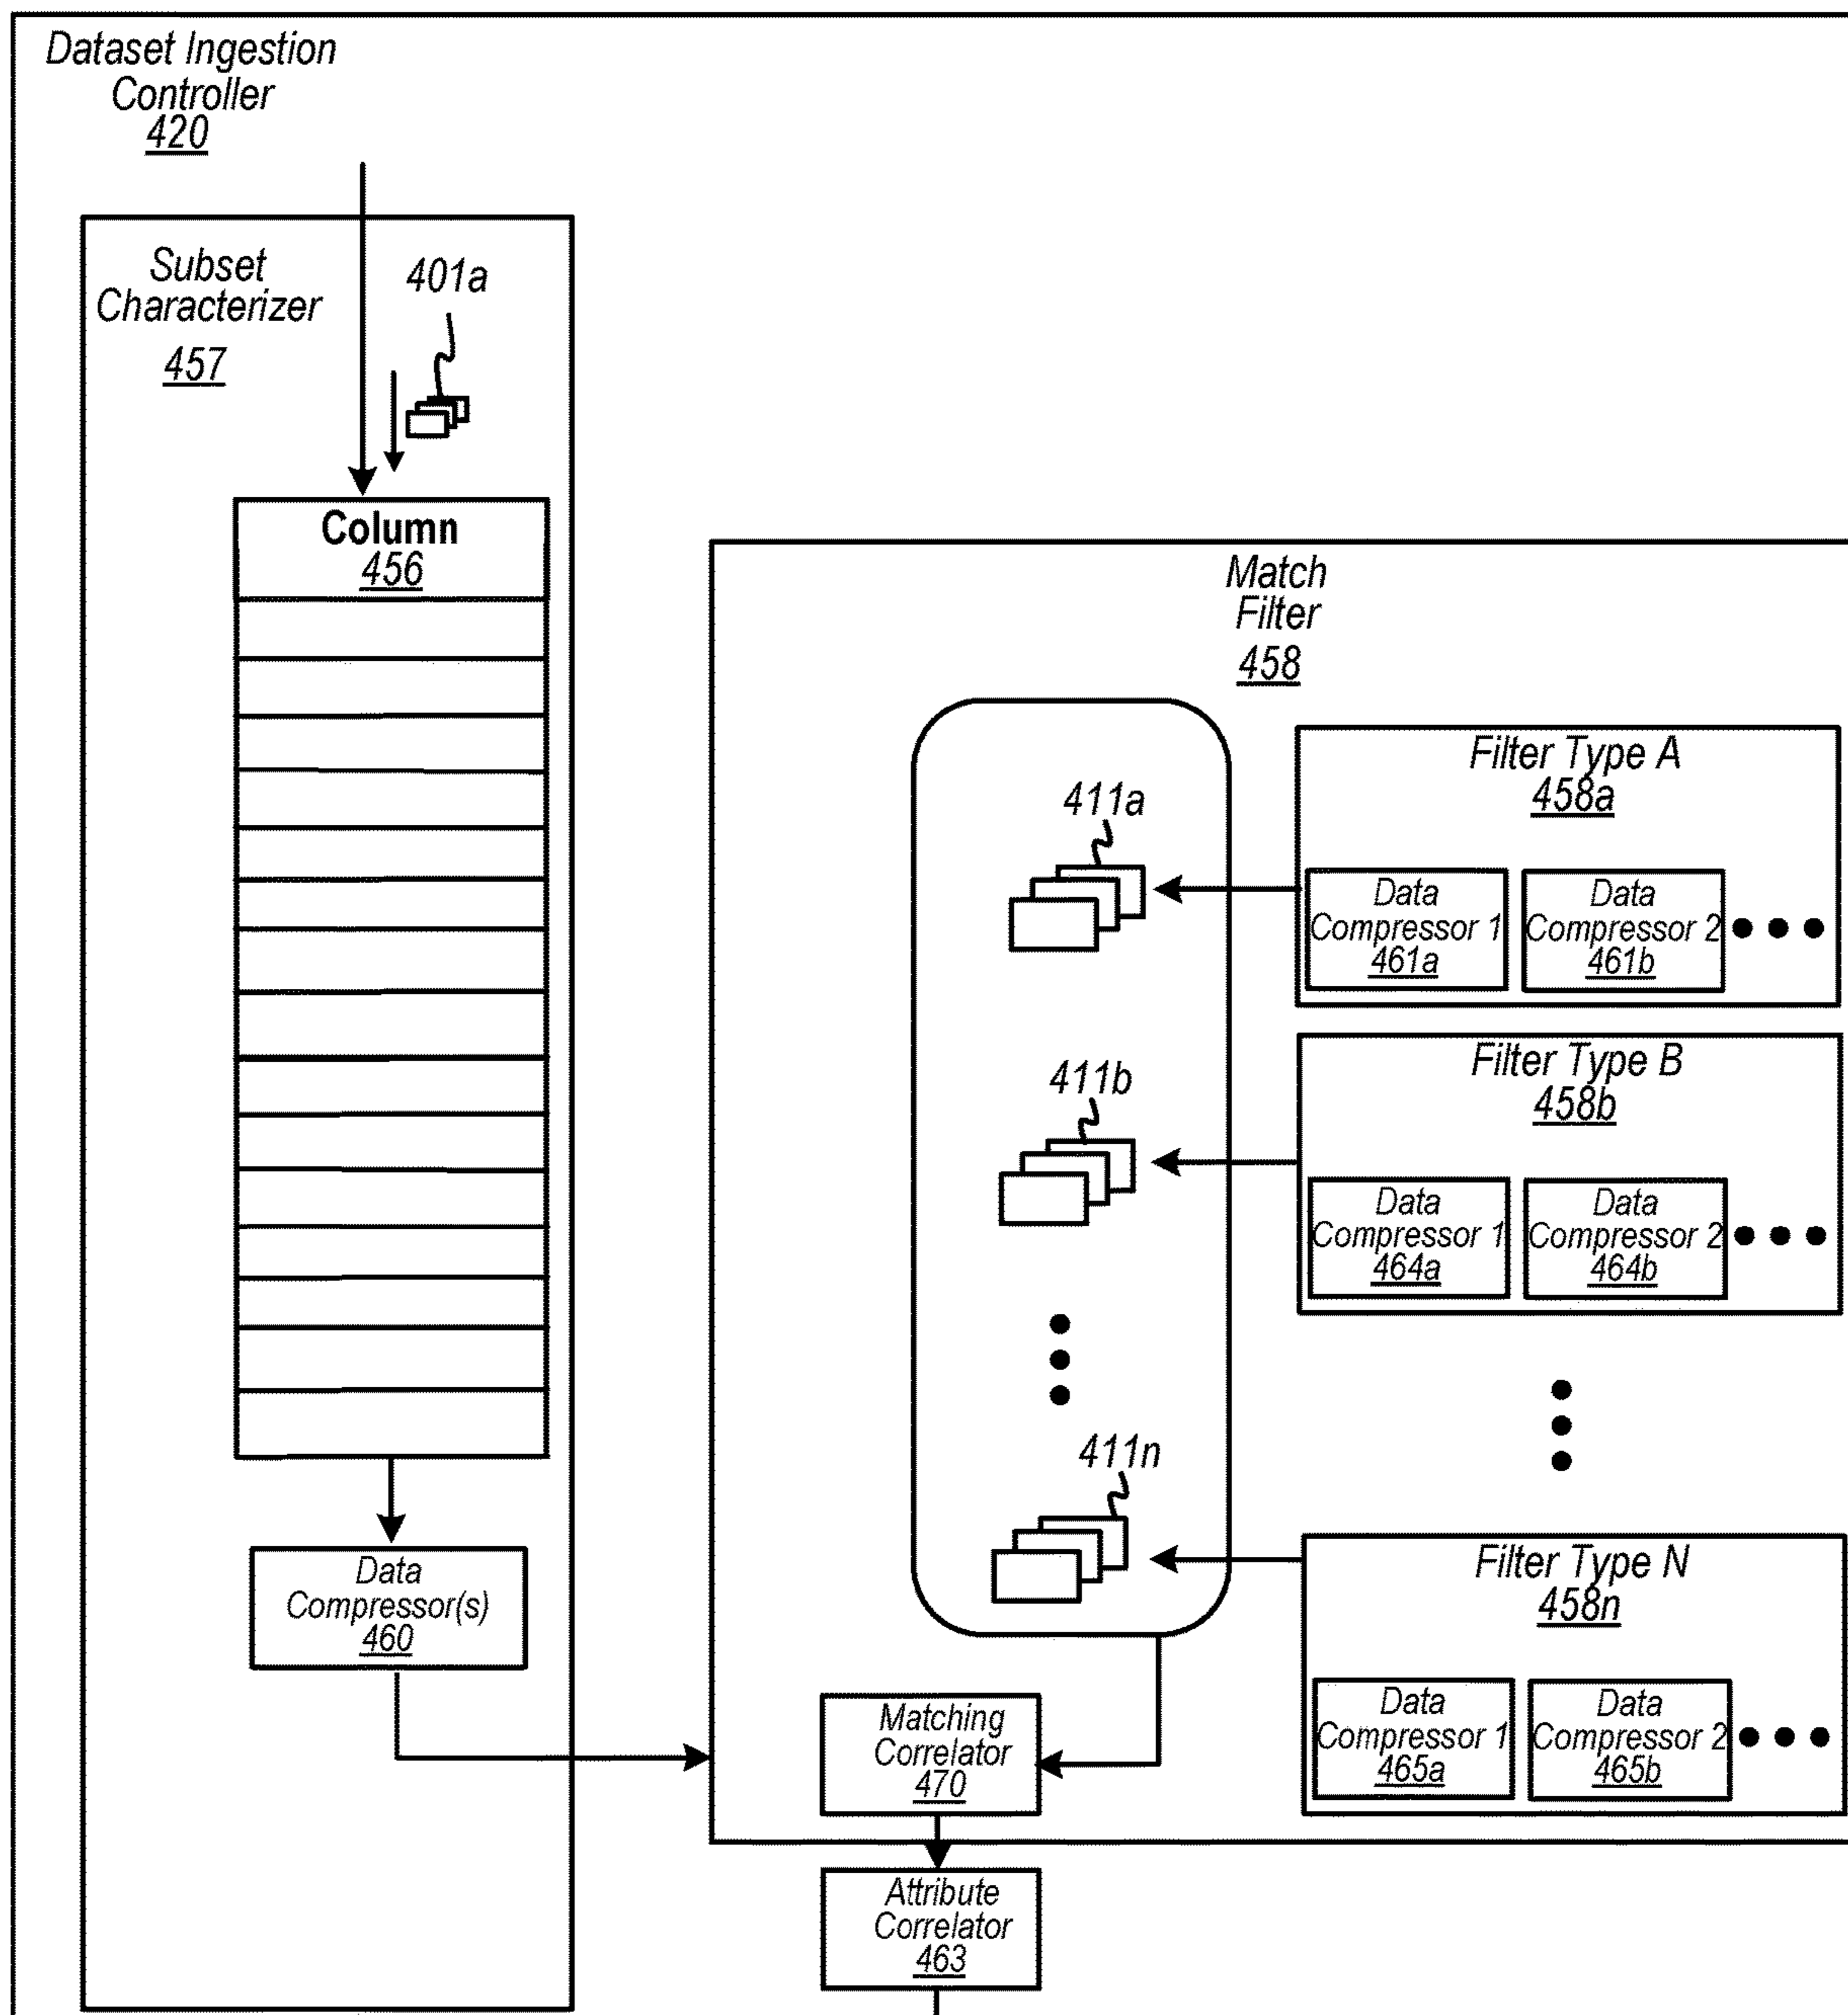 Dataset Ingestion
Controller
420
Subset
Characterizer
457
401a
Column
456
Data
Compressor(s)
460
Match
Filter
458
411a
411b
411n
Filter Type A
458a
Data
Compressor 1
461a
Data
Compressor 2
461b
Filter Type B
458b
Data
Compressor 1
464a
Data
Compressor 2
464b
Filter Type N
458n
Data
Compressor 1
465a
Data
Compressor 2
465b
Matching
Correlator
470
Attribute
Correlator
463